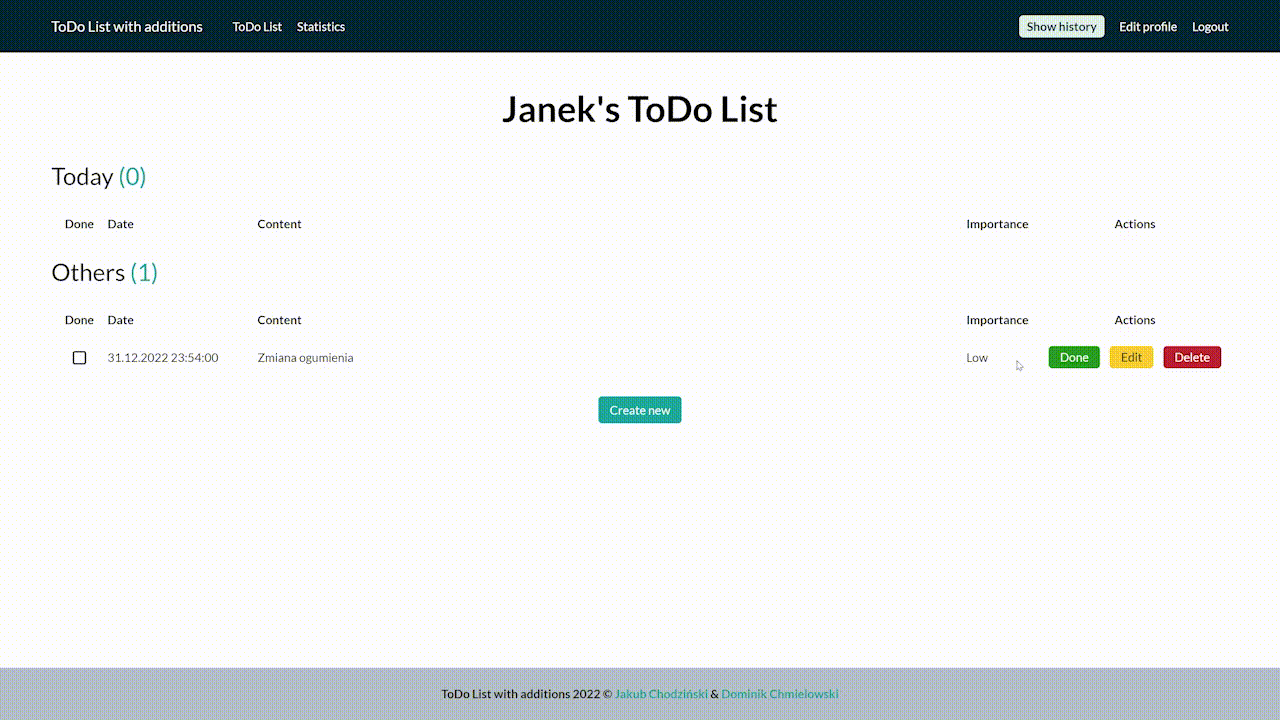 ToDo List with additions ToDo List Statistics Show history Edit profile Logout
Janek's ToDo List
Today (0)
Done Date Content Importance Actions
Others (1)
Done Date Content Importance Actions
31.12.2022 23:54:00 Zmiana ogumienia Low Done Edit Delete
Create new
ToDo List with additions 2022 © Jakub Chodziński & Dominik Chmielowski